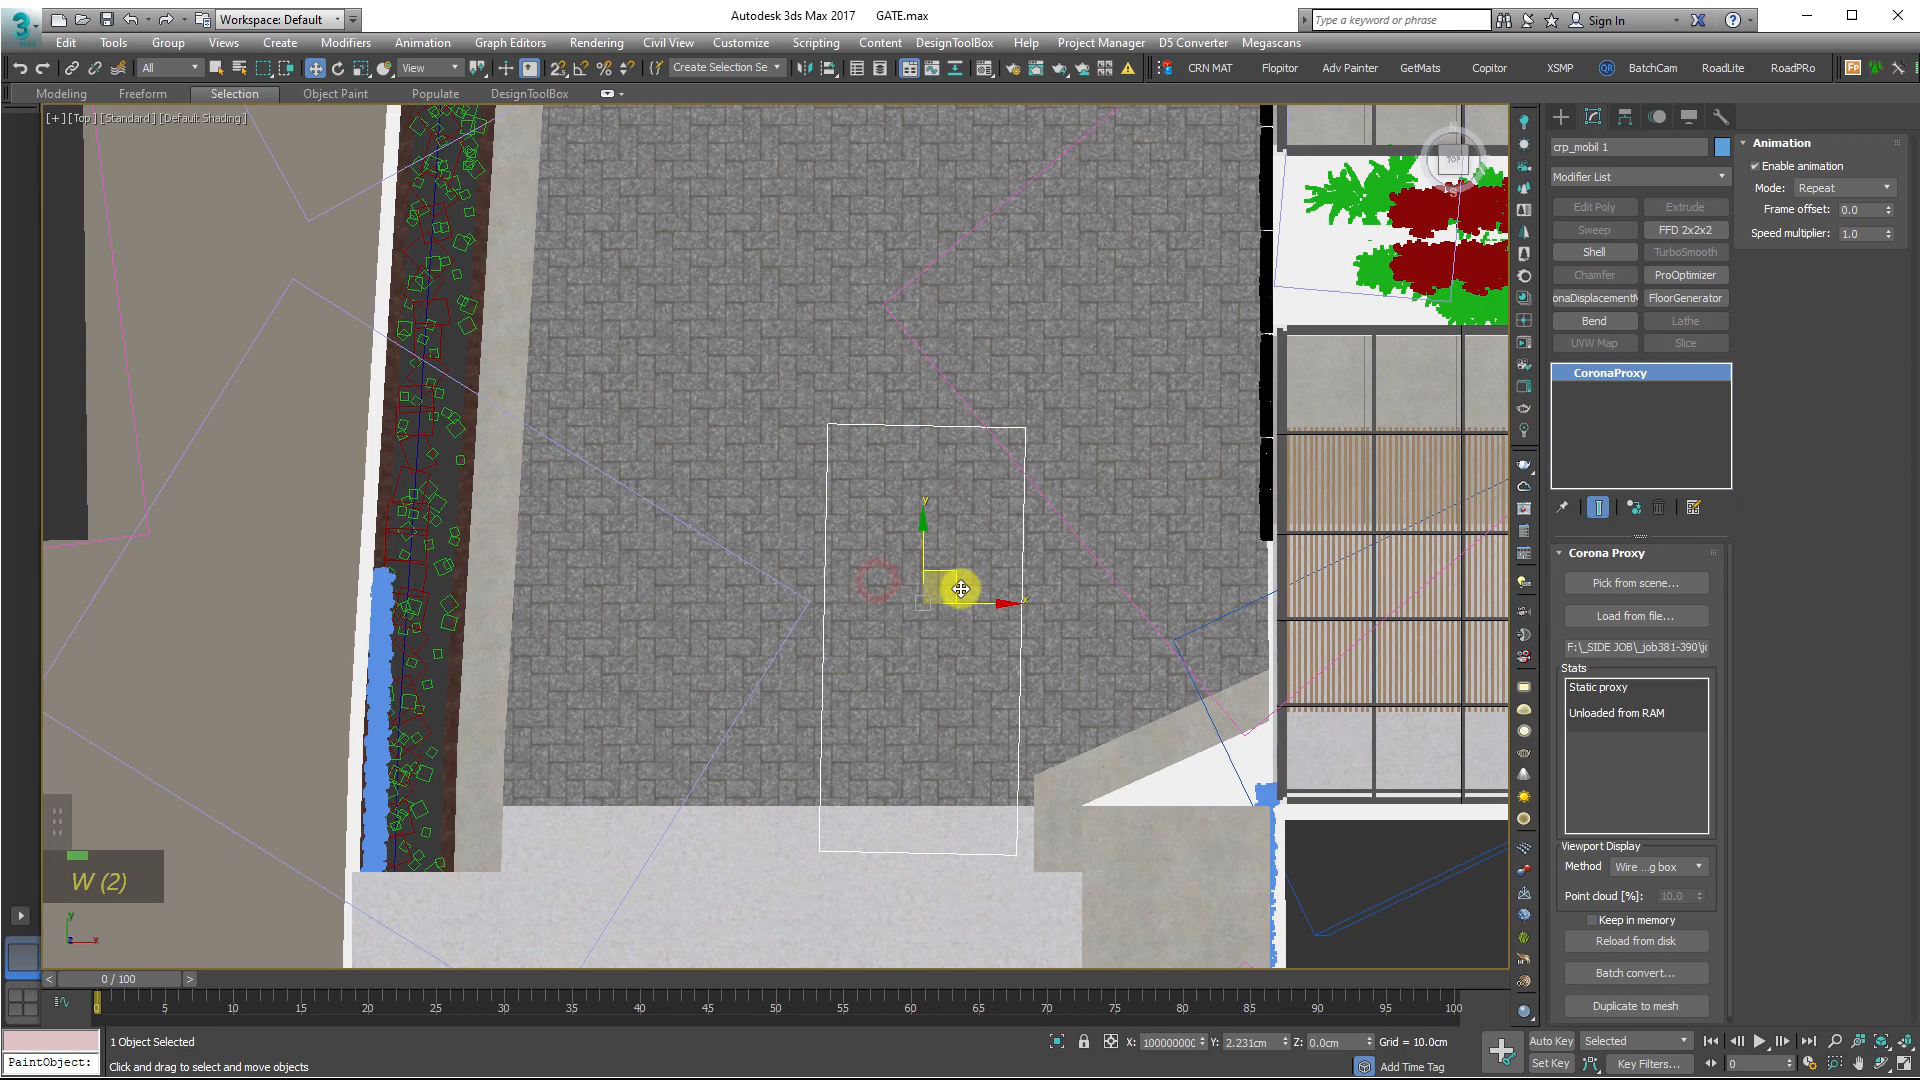 Workspace: Default
Autodesk 3ds Max 2017 GATE.max
Type a keyword or phrase
Sign In
Edit Tools Group Views Create Modifiers Animation Graph Editors Rendering Civil View Customize Scripting Content DesignToolBox Help Project Manager D5 Converter Megascans
All View Create Selection Se CRN MAT Flopitor Adv Painter GetMats Copitor XSMP BatchCam RoadLite RoadPRo
Modeling Freeform Selection Object Paint Populate DesignToolBox
[+] [Top] [Standard] [Default Shading]
TOP
S
y
x
W (2)
y
x
crp_mobil 1
Modifier List
Edit Poly Extrude
Sweep FFD 2x2x2
Shell TurboSmooth
Chamfer ProOptimizer
onaDisplacementM FloorGenerator
Bend Lathe
UVW Map Slice
CoronaProxy
Corona Proxy
Pick from scene...
Load from file...
F:\_SIDE JOB\_job381-390\jo
Stats
Static proxy
Unloaded from RAM
Viewport Display
Method Wire ...g box
Point cloud [%]: 10.0
Keep in memory
Reload from disk
Batch convert...
Duplicate to mesh
Animation
Enable animation
Mode: Repeat
Frame offset: 0.0
Speed multiplier: 1.0
< 0 / 100 >
0 5 10 15 20 25 30 35 40 45 50 55 60 65 70 75 80 85 90 95 100
1 Object Selected
X: 10000000C Y: 2.231cm Z: 0.0cm Grid = 10.0cm
Auto Key Selected
PaintObject:
Click and drag to select and move objects
Add Time Tag
Set Key Key Filters... 0